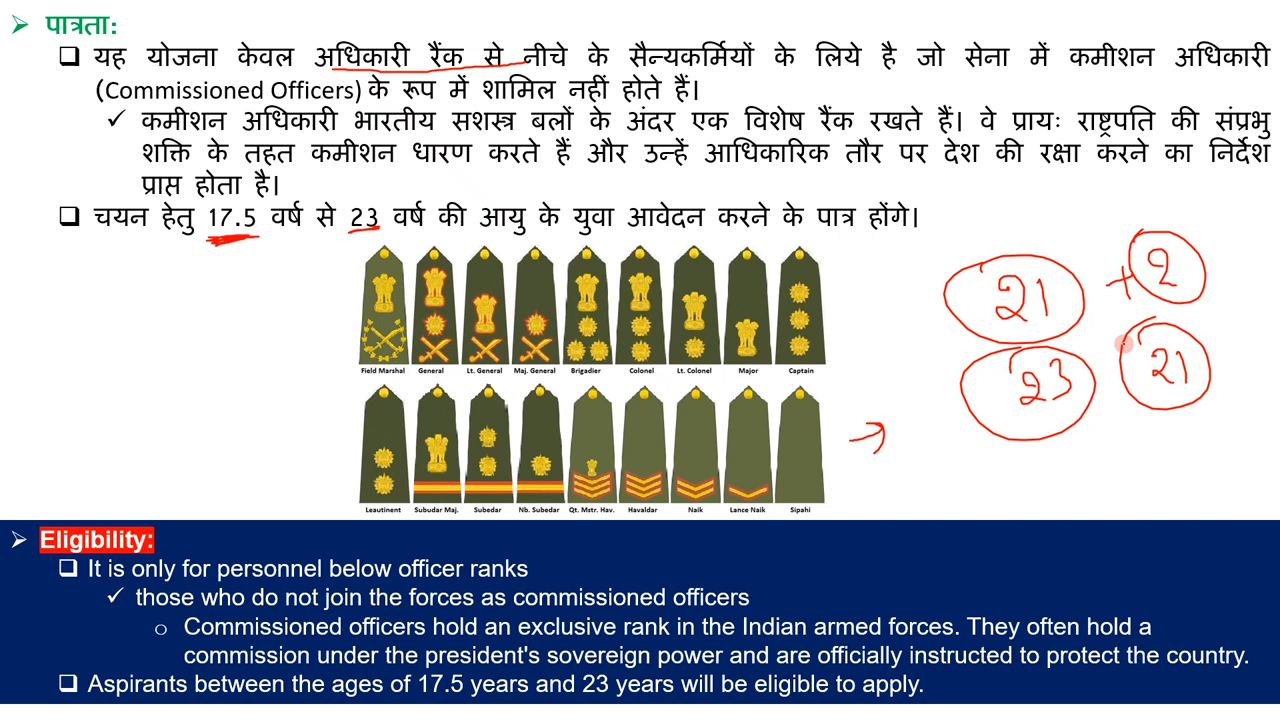 पात्रता:
यह योजना केवल अधिकारी रैंक से नीचे के सैन्यकर्मियों के लिये है जो सेना में कमीशन अधिकारी
(Commissioned Officers) के रूप में शामिल नहीं होते हैं।
कमीशन अधिकारी भारतीय सशस्त्र बलों के अंदर एक विशेष रैंक रखते हैं। वे प्रायः राष्ट्रपति की संप्रभु
शक्ति के तहत कमीशन धारण करते हैं और उन्हें आधिकारिक तौर पर देश की रक्षा करने का निर्देश
प्राप्त होता है।
चयन हेतु 17.5 वर्ष से 23 वर्ष की आयु के युवा आवेदन करने के पात्र होंगे।
21 + 2
23 21
Field Marshal General Lt. General Maj. General Brigadier Colonel Lt. Colonel Major Captain
Leautinent Subudar Maj. Subedar Nb. Subedar Qt. Mstr. Hav. Havaldar Naik Lance Naik Sipahi
Eligibility:
It is only for personnel below officer ranks
those who do not join the forces as commissioned officers
Commissioned officers hold an exclusive rank in the Indian armed forces. They often hold a
commission under the president's sovereign power and are officially instructed to protect the country.
Aspirants between the ages of 17.5 years and 23 years will be eligible to apply.